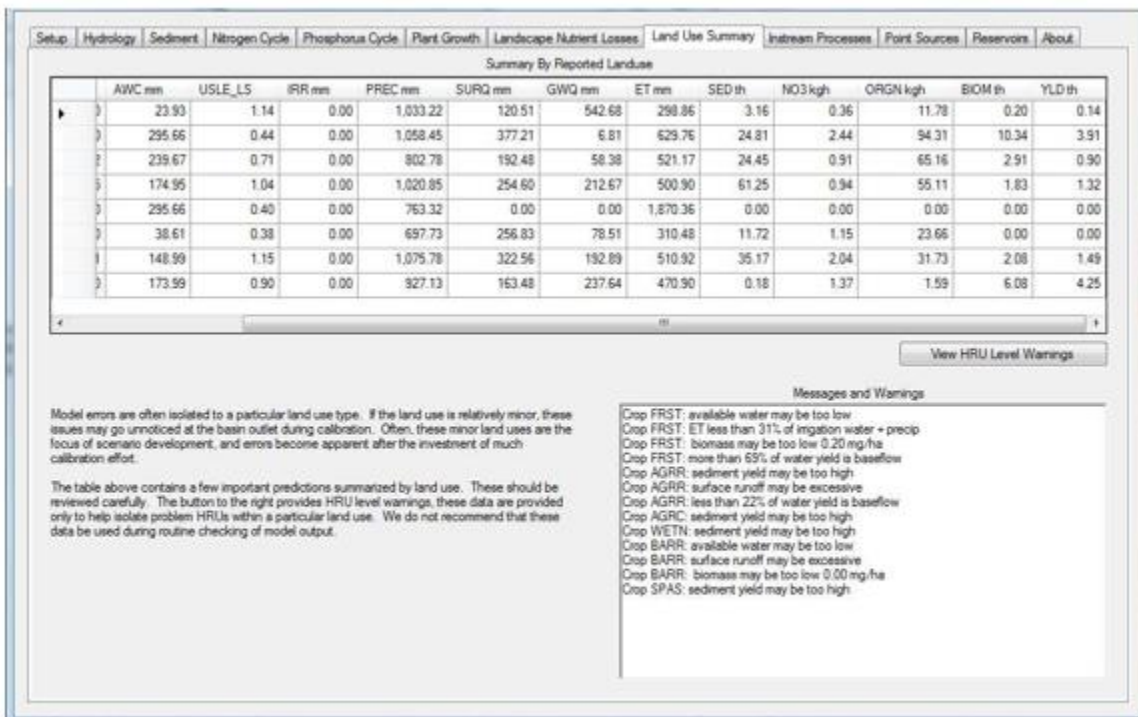 Setup Hydrology Sediment Nitrogen Cycle Phosphorus Cycle Plant Growth Landscape Nutrient Losses Land Use Summary Instream Processes Point Sources Reservoirs About
Summary By Reported Landuse
AWC mm USLE_LS IRR mm PREC mm SURQ mm GWQ mm ET mm SED th NO3 kgh ORGN kgh BIOM th YLD th
23.93 1.14 0.00 1,033.22 120.51 542.68 298.86 3.16 0.36 11.78 0.20 0.14
295.66 0.44 0.00 1,058.45 377.21 6.81 629.76 24.81 2.44 94.31 10.34 3.91
239.67 0.71 0.00 802.78 192.48 58.38 521.17 24.45 0.91 65.16 2.91 0.90
174.95 1.04 0.00 1,020.85 254.60 212.67 500.90 61.25 0.94 55.11 1.83 1.32
295.66 0.40 0.00 763.32 0.00 0.00 1,870.36 0.00 0.00 0.00 0.00 0.00
38.61 0.38 0.00 697.73 256.83 78.51 310.48 11.72 1.15 23.66 0.00 0.00
148.99 1.15 0.00 1,075.78 322.56 192.89 510.92 35.17 2.04 31.73 2.08 1.49
173.99 0.90 0.00 927.13 163.48 237.64 470.90 0.18 1.37 1.59 6.08 4.25
View HRU Level Warnings
Model errors are often isolated to a particular land use type. If the land use is relatively minor, these
issues may go unnoticed at the basin outlet during calibration. Often, these minor land uses are the
focus of scenario development, and errors become apparent after the investment of much
calibration effort.
The table above contains a few important predictions summarized by land use. These should be
reviewed carefully. The button to the right provides HRU level warnings, these data are provided
only to help isolate problem HRUs within a particular land use. We do not recommend that these
data be used during routine checking of model output.
Messages and Warnings
Crop FRST: available water may be too low
Crop FRST: ET less than 31% of irrigation water + precip
Crop FRST: biomass may be too low 0.20 mg/ha
Crop FRST: more than 69% of water yield is baseflow
Crop AGRR: sediment yield may be too high
Crop AGRR: surface runoff may be excessive
Crop AGRR: less than 22% of water yield is baseflow
Crop AGRC: sediment yield may be too high
Crop WETN: sediment yield may be too high
Crop BARR: available water may be too low
Crop BARR: surface runoff may be excessive
Crop BARR: biomass may be too low 0.00 mg/ha
Crop SPAS: sediment yield may be too high